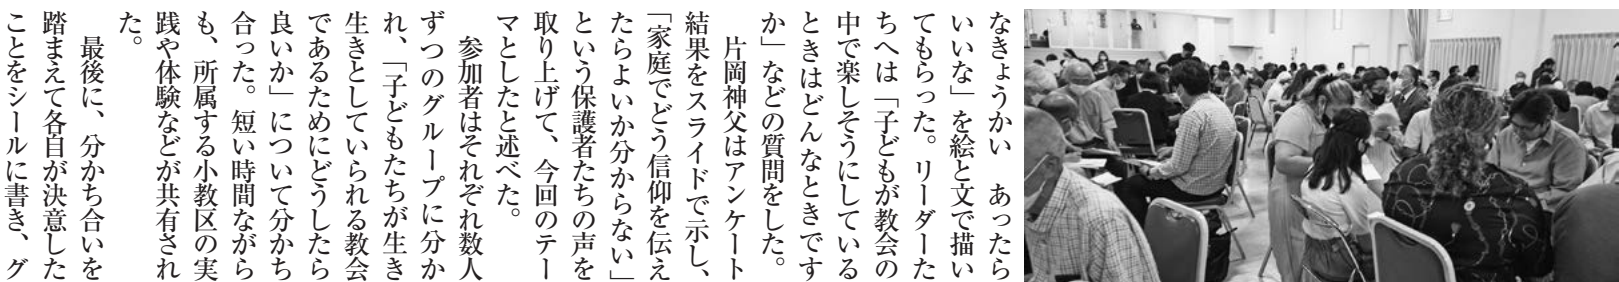 なきょうかい　あったら
いいな」を絵と文で描い
てもらった。リーダーた
ちへは「子どもが教会の
中で楽しそうにしている
ときはどんなときです
か」などの質問をした。
　片岡神父はアンケート
結果をスライドで示し、
「家庭でどう信仰を伝え
たらよいか分からない」
という保護者たちの声を
取り上げて、今回のテー
マとしたと述べた。
　参加者はそれぞれ数人
ずつのグループに分か
れ、「子どもたちが生き
生きとしていられる教会
であるためにどうしたら
良いか」について分かち
合った。短い時間ながら
も、所属する小教区の実
践や体験などが共有され
た。
　最後に、分かち合いを
踏まえて各自が決意した
ことをシールに書き、グ